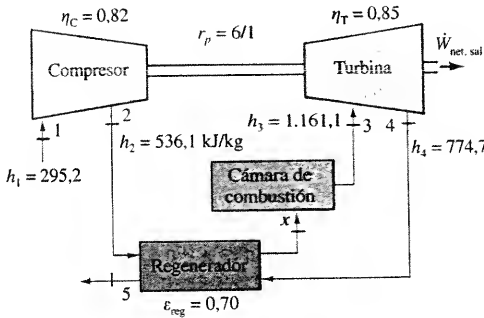 η_C = 0,82
η_T = 0,85
r_p = 6/1
Ẇ_net, sal
Compresor
Turbina
1
2
3
4
h_1 = 295,2
h_2 = 536,1 kJ/kg
h_3 = 1.161,1
h_4 = 774,7
Cámara de
combustión
x
Regenerador
5
ε_reg = 0,70